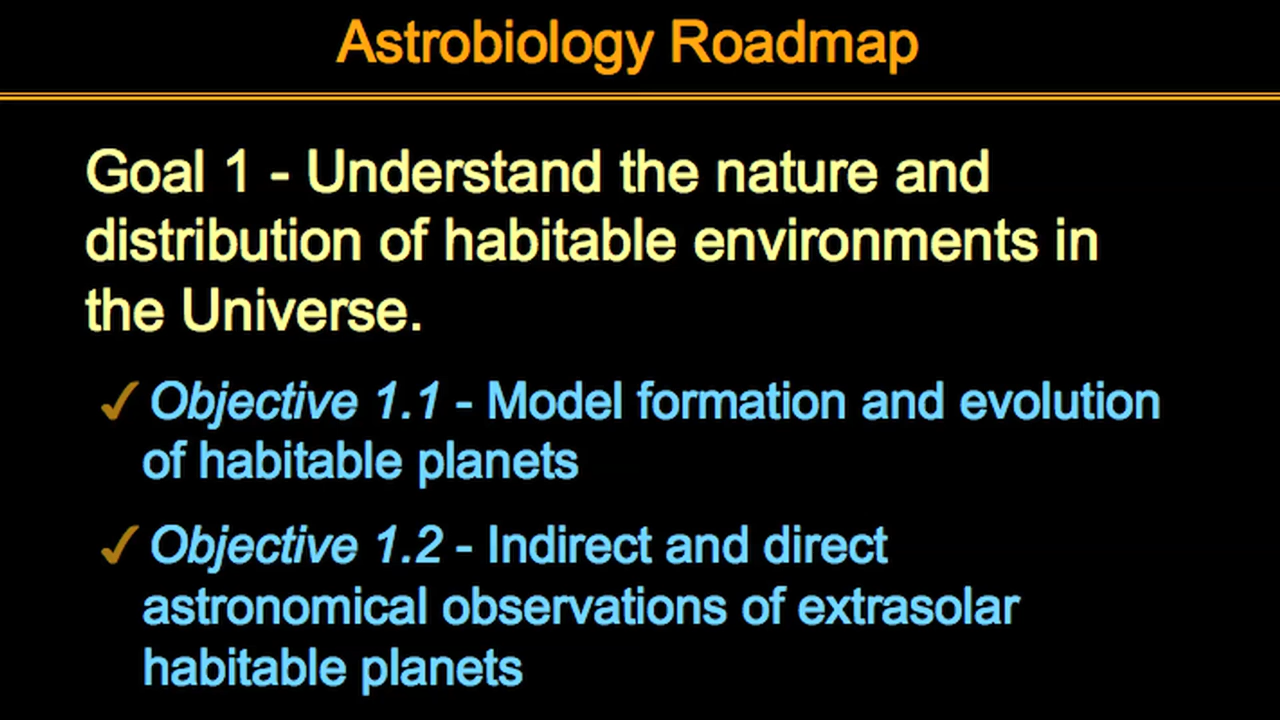 Astrobiology Roadmap
Goal 1 - Understand the nature and
distribution of habitable environments in
the Universe.
✓ Objective 1.1 - Model formation and evolution
of habitable planets
✓ Objective 1.2 - Indirect and direct
astronomical observations of extrasolar
habitable planets